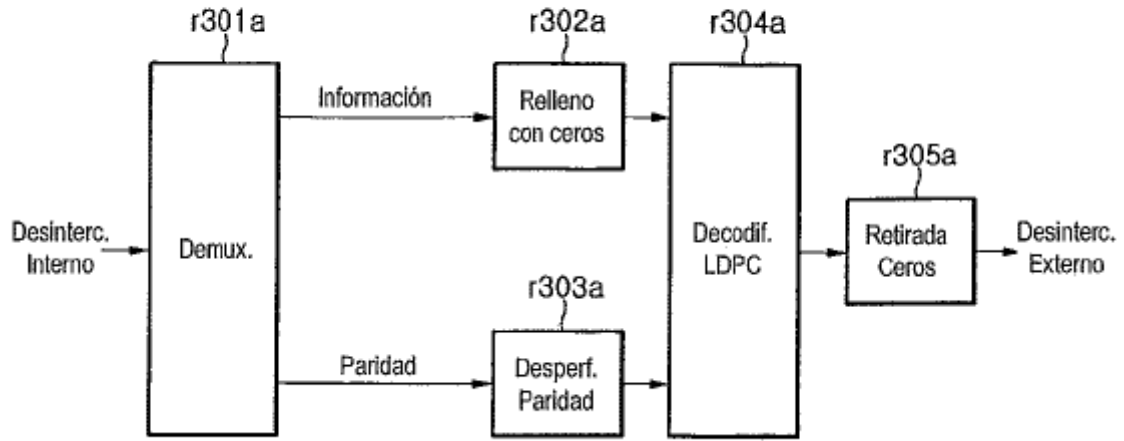 r301a
r302a
r304a
Información
Relleno
con ceros
r305a
Desinterc.
Interno
Demux.
Decodif.
LDPC
Retirada
Ceros
Desinterc.
Externo
r303a
Paridad
Desperf.
Paridad